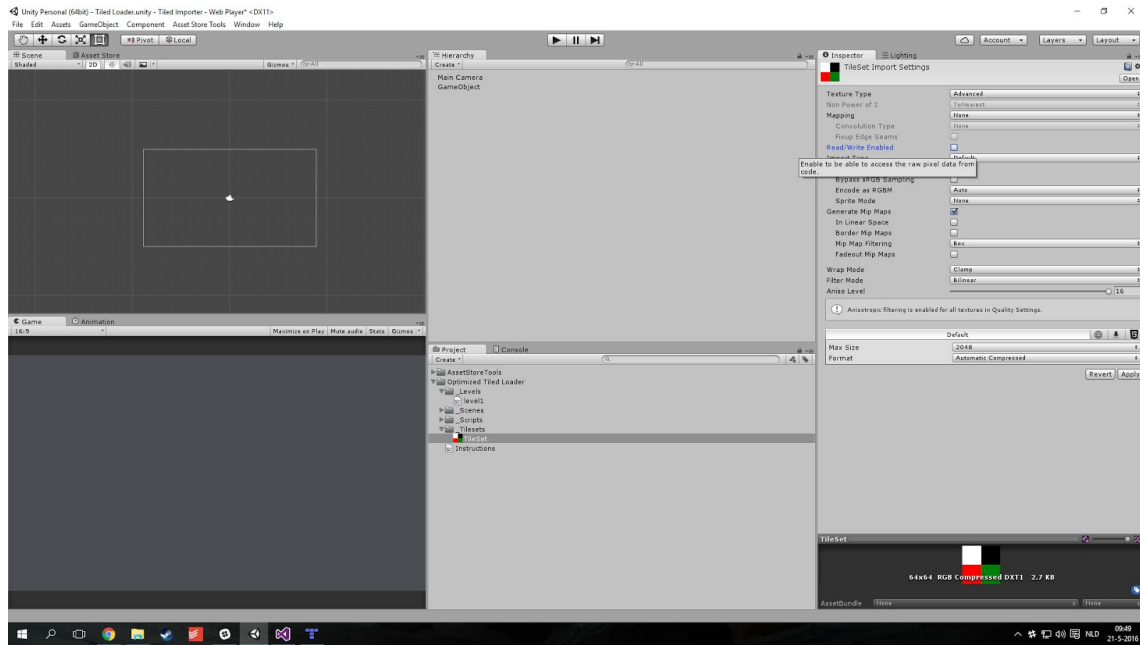 Unity Personal (64bit) - Tiled Loader.unity - Tiled Importer - Web Player* <DX11>
File Edit Assets GameObject Component Asset Store Tools Window Help
Pivot Local Account Layers Layout
Scene Asset Store
Shaded 2D Gizmos All
Hierarchy
Create All
Main Camera
GameObject
Inspector Lighting
TileSet Import Settings
Open
Texture Type Advanced
Non Power of 2 ToNearest
Mapping None
Convolution Type None
Fixup Edge Seams
Read/Write Enabled
Import Type Default
Enable to be able to access the raw pixel data from
code.
Bypass sRGB Sampling
Encode as RGBM Auto
Sprite Mode None
Generate Mip Maps
In Linear Space
Border Mip Maps
Mip Map Filtering Box
Fadeout Mip Maps
Wrap Mode Clamp
Filter Mode Bilinear
Aniso Level 16
Anisotropic filtering is enabled for all textures in Quality Settings.
Default
Max Size 2048
Format Automatic Compressed
Revert Apply
Game Animation
16:9 Maximize on Play Mute audio Stats Gizmos
Project Console
Create
AssetStoreTools
Optimized Tiled Loader
_Levels
level1
_Scenes
_Scripts
_Tilesets
TileSet
Instructions
TileSet
64x64 RGB Compressed DXT1 2.7 KB
AssetBundle None None
NLD
09:49
21-5-2016